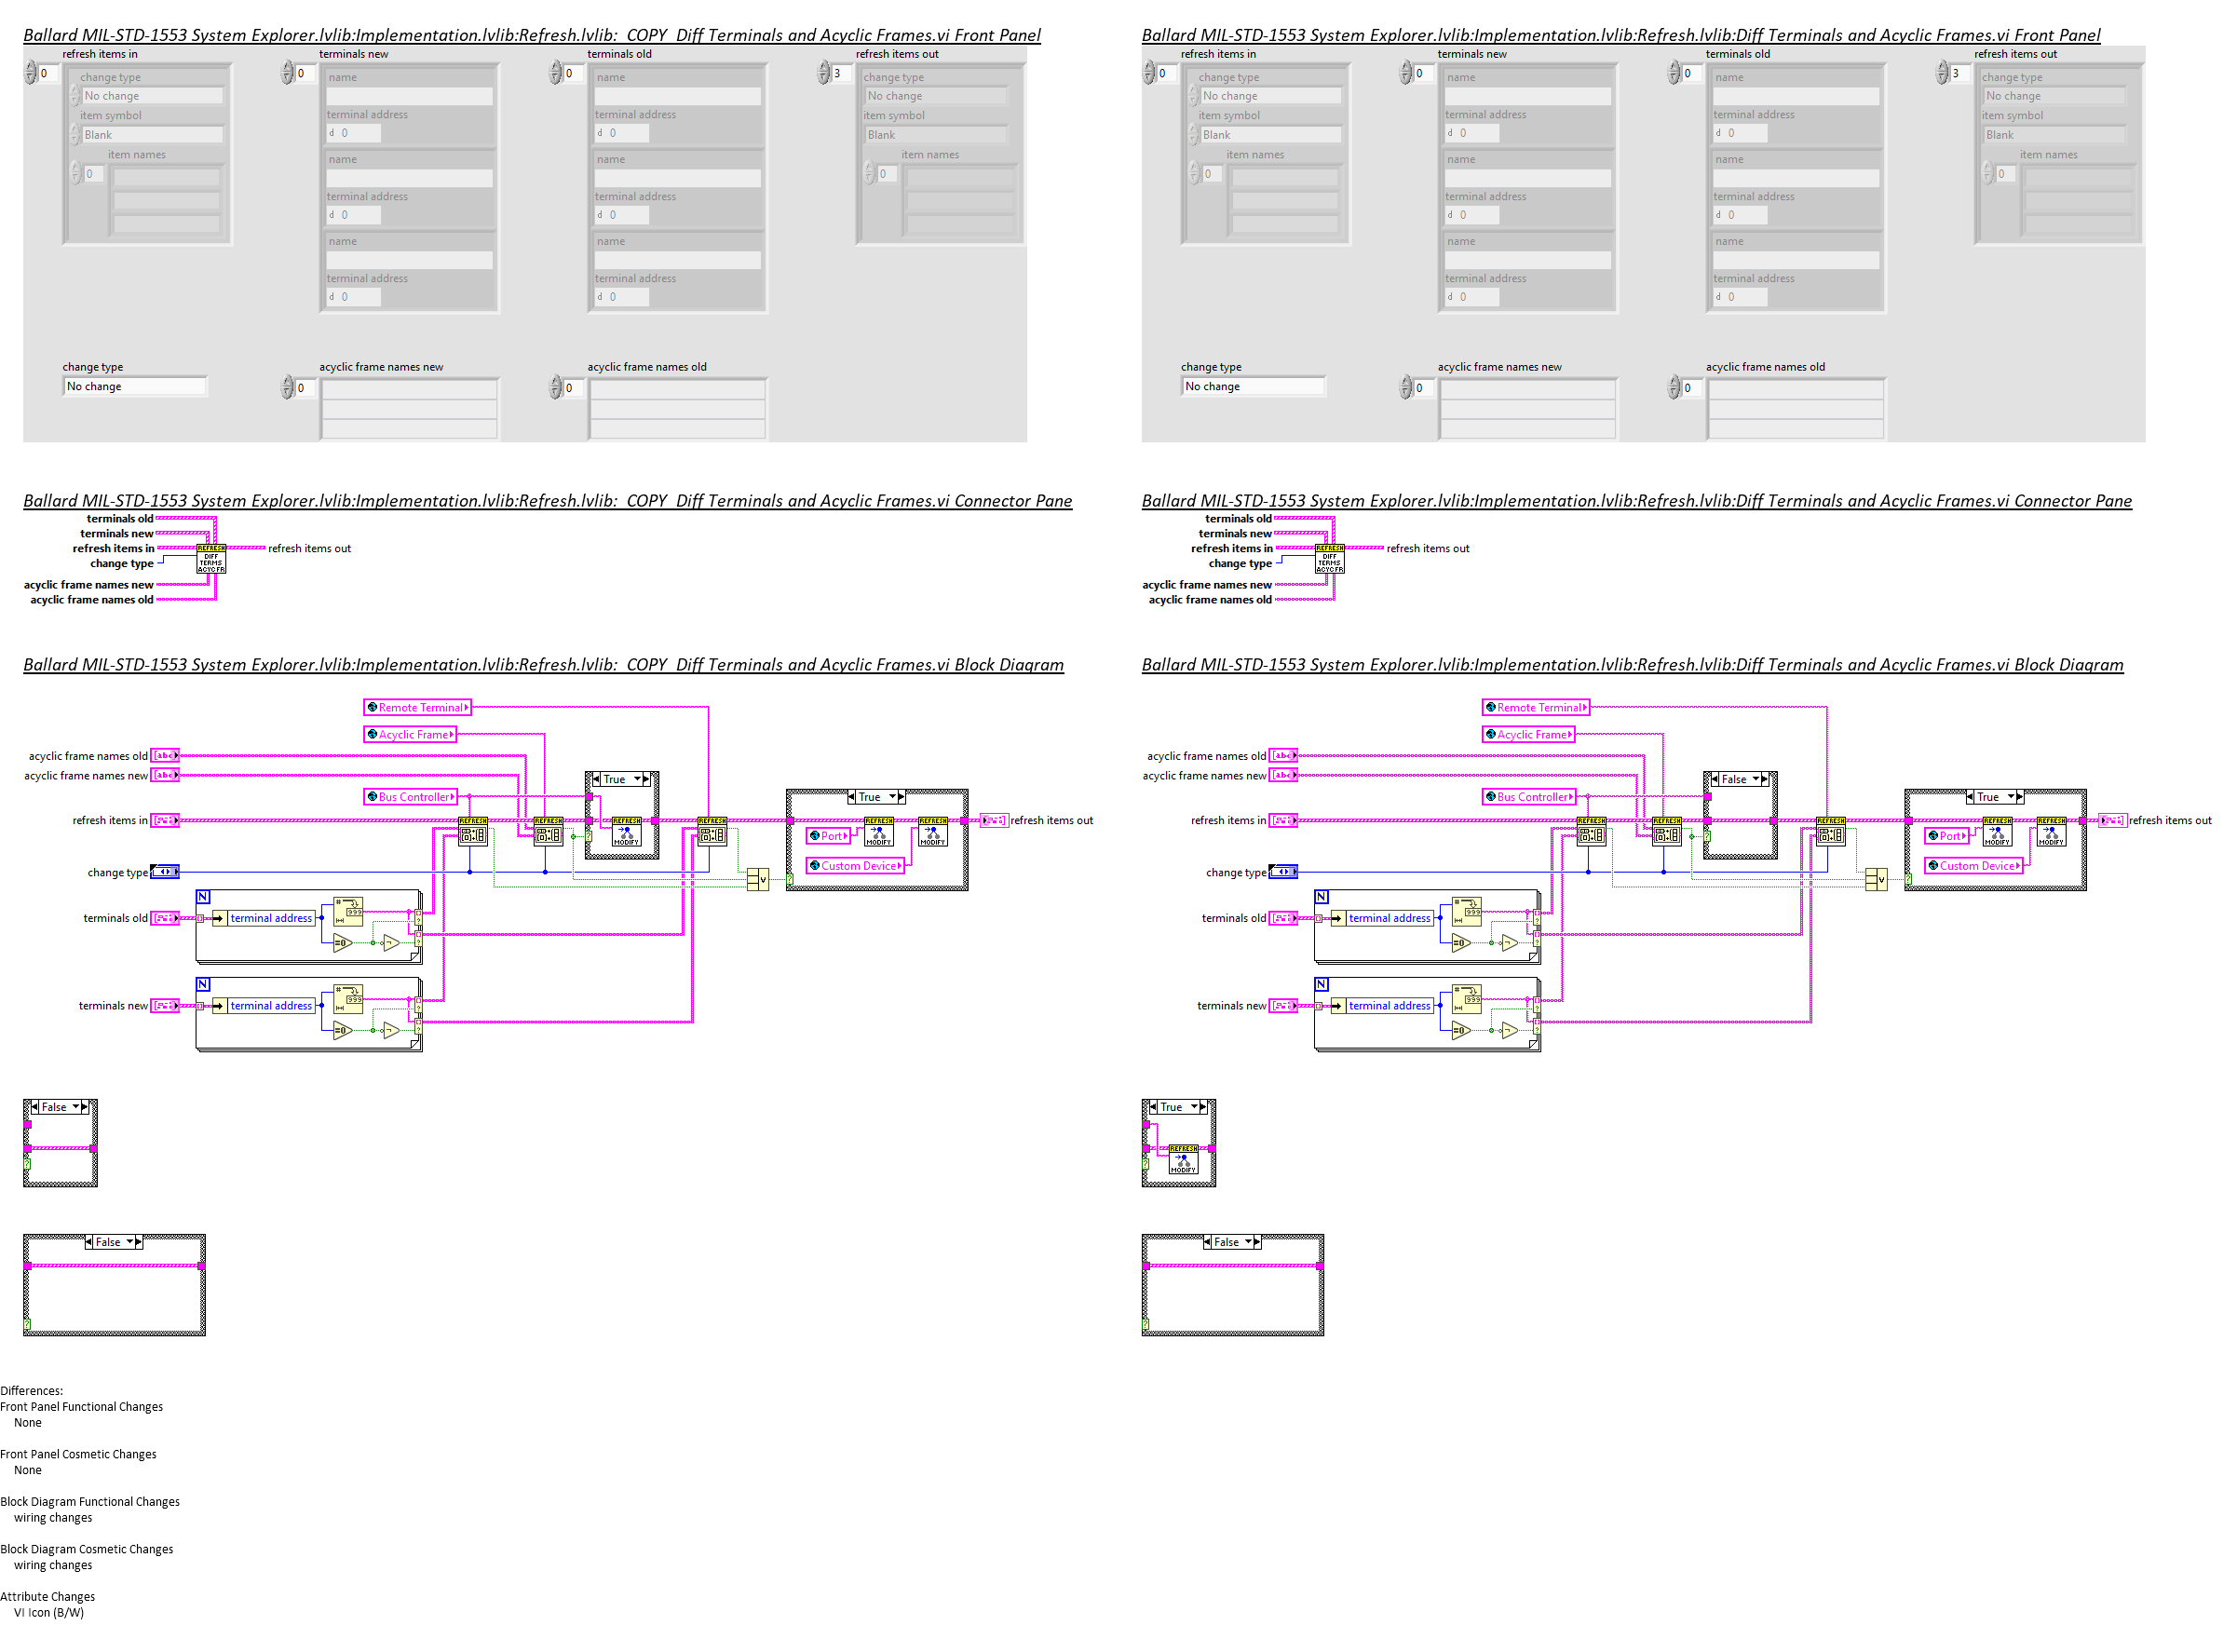 Ballard MIL-STD-1553 System Explorer.lvlib:Implementation.lvlib:Refresh.lvlib:  COPY  Diff Terminals and Acyclic Frames.vi Front Panel
refresh items in
terminals new
terminals old
refresh items out
0
change type
No change
item symbol
Blank
item names
0
0
name
terminal address
d 0
name
terminal address
d 0
name
terminal address
d 0
0
name
terminal address
d 0
name
terminal address
d 0
name
terminal address
d 0
3
change type
No change
item symbol
Blank
item names
0
change type
No change
acyclic frame names new
0
acyclic frame names old
0
Ballard MIL-STD-1553 System Explorer.lvlib:Implementation.lvlib:Refresh.lvlib:Diff Terminals and Acyclic Frames.vi Front Panel
refresh items in
terminals new
terminals old
refresh items out
0
change type
No change
item symbol
Blank
item names
0
0
name
terminal address
d 0
name
terminal address
d 0
name
terminal address
d 0
0
name
terminal address
d 0
name
terminal address
d 0
name
terminal address
d 0
3
change type
No change
item symbol
Blank
item names
0
change type
No change
acyclic frame names new
0
acyclic frame names old
0
Ballard MIL-STD-1553 System Explorer.lvlib:Implementation.lvlib:Refresh.lvlib:  COPY  Diff Terminals and Acyclic Frames.vi Connector Pane
terminals old
terminals new
refresh items in
change type
acyclic frame names new
acyclic frame names old
REFRESH
DIFF
TERMS
ACYC FR
refresh items out
Ballard MIL-STD-1553 System Explorer.lvlib:Implementation.lvlib:Refresh.lvlib:Diff Terminals and Acyclic Frames.vi Connector Pane
terminals old
terminals new
refresh items in
change type
acyclic frame names new
acyclic frame names old
REFRESH
DIFF
TERMS
ACYC FR
refresh items out
Ballard MIL-STD-1553 System Explorer.lvlib:Implementation.lvlib:Refresh.lvlib:  COPY  Diff Terminals and Acyclic Frames.vi Block Diagram
Remote Terminal
Acyclic Frame
acyclic frame names old
abc
acyclic frame names new
abc
True
Bus Controller
True
refresh items in
REFRESH
REFRESH
REFRESH
MODIFY
REFRESH
REFRESH
MODIFY
REFRESH
MODIFY
refresh items out
Port
Custom Device
change type
N
terminals old
terminal address
999
=0
N
terminals new
terminal address
999
=0
False
False
Ballard MIL-STD-1553 System Explorer.lvlib:Implementation.lvlib:Refresh.lvlib:Diff Terminals and Acyclic Frames.vi Block Diagram
Remote Terminal
Acyclic Frame
acyclic frame names old
abc
acyclic frame names new
abc
False
Bus Controller
True
refresh items in
REFRESH
REFRESH
REFRESH
REFRESH
MODIFY
REFRESH
MODIFY
refresh items out
Port
Custom Device
change type
N
terminals old
terminal address
999
=0
N
terminals new
terminal address
999
=0
True
REFRESH
MODIFY
False
Differences:
Front Panel Functional Changes
None
Front Panel Cosmetic Changes
None
Block Diagram Functional Changes
wiring changes
Block Diagram Cosmetic Changes
wiring changes
Attribute Changes
VI Icon (B/W)